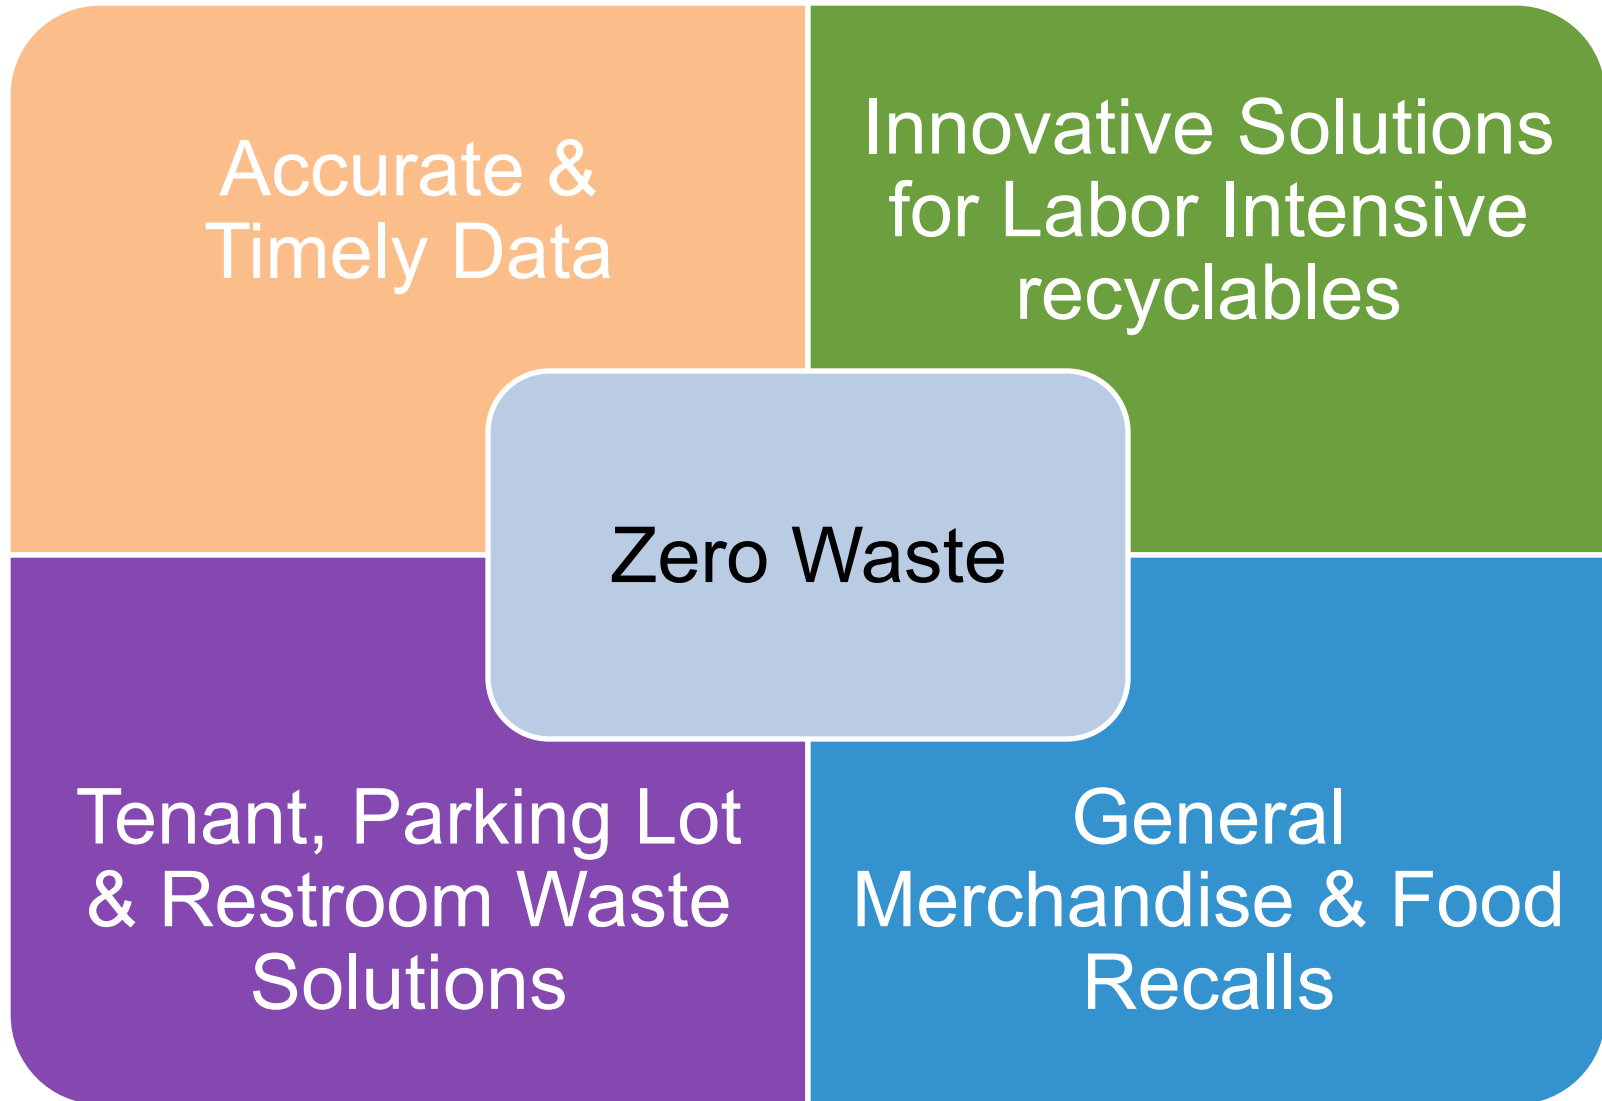 Accurate &
Timely Data
Innovative Solutions
for Labor Intensive
recyclables
Zero Waste
Tenant, Parking Lot
& Restroom Waste
Solutions
General
Merchandise & Food
Recalls